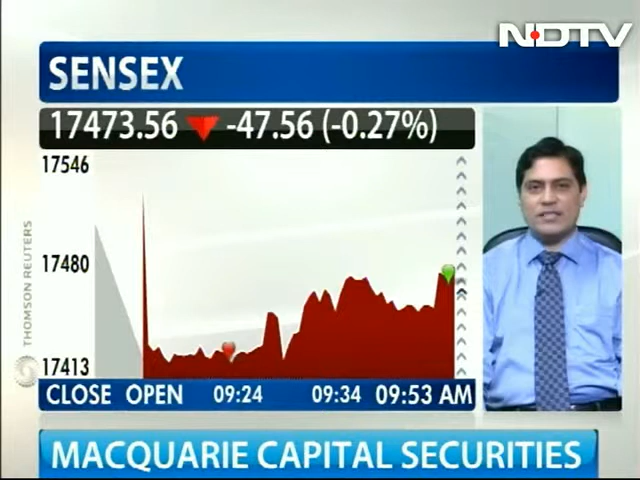 NDTV
SENSEX
17473.56 -47.56 (-0.27%)
17546
17480
17413
THOMSON REUTERS
CLOSE OPEN 09:24 09:34 09:53 AM
MACQUARIE CAPITAL SECURITIES